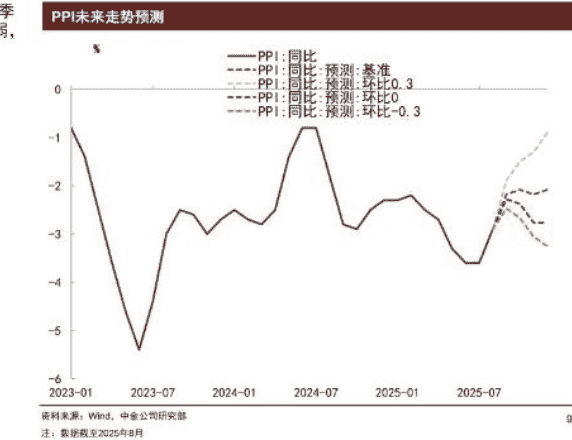 季
弱，
PPI未来走势预测
%
PPI:同比
PPI:同比:预测:基准
PPI:同比:预测:环比0.3
PPI:同比:预测:环比0
PPI:同比:预测:环比-0.3
0
-1
-2
-3
-4
-5
-6
2023-01 2023-07 2024-01 2024-07 2025-01 2025-07
资料来源：Wind，中金公司研究部
注：数据截至2025年8月
9